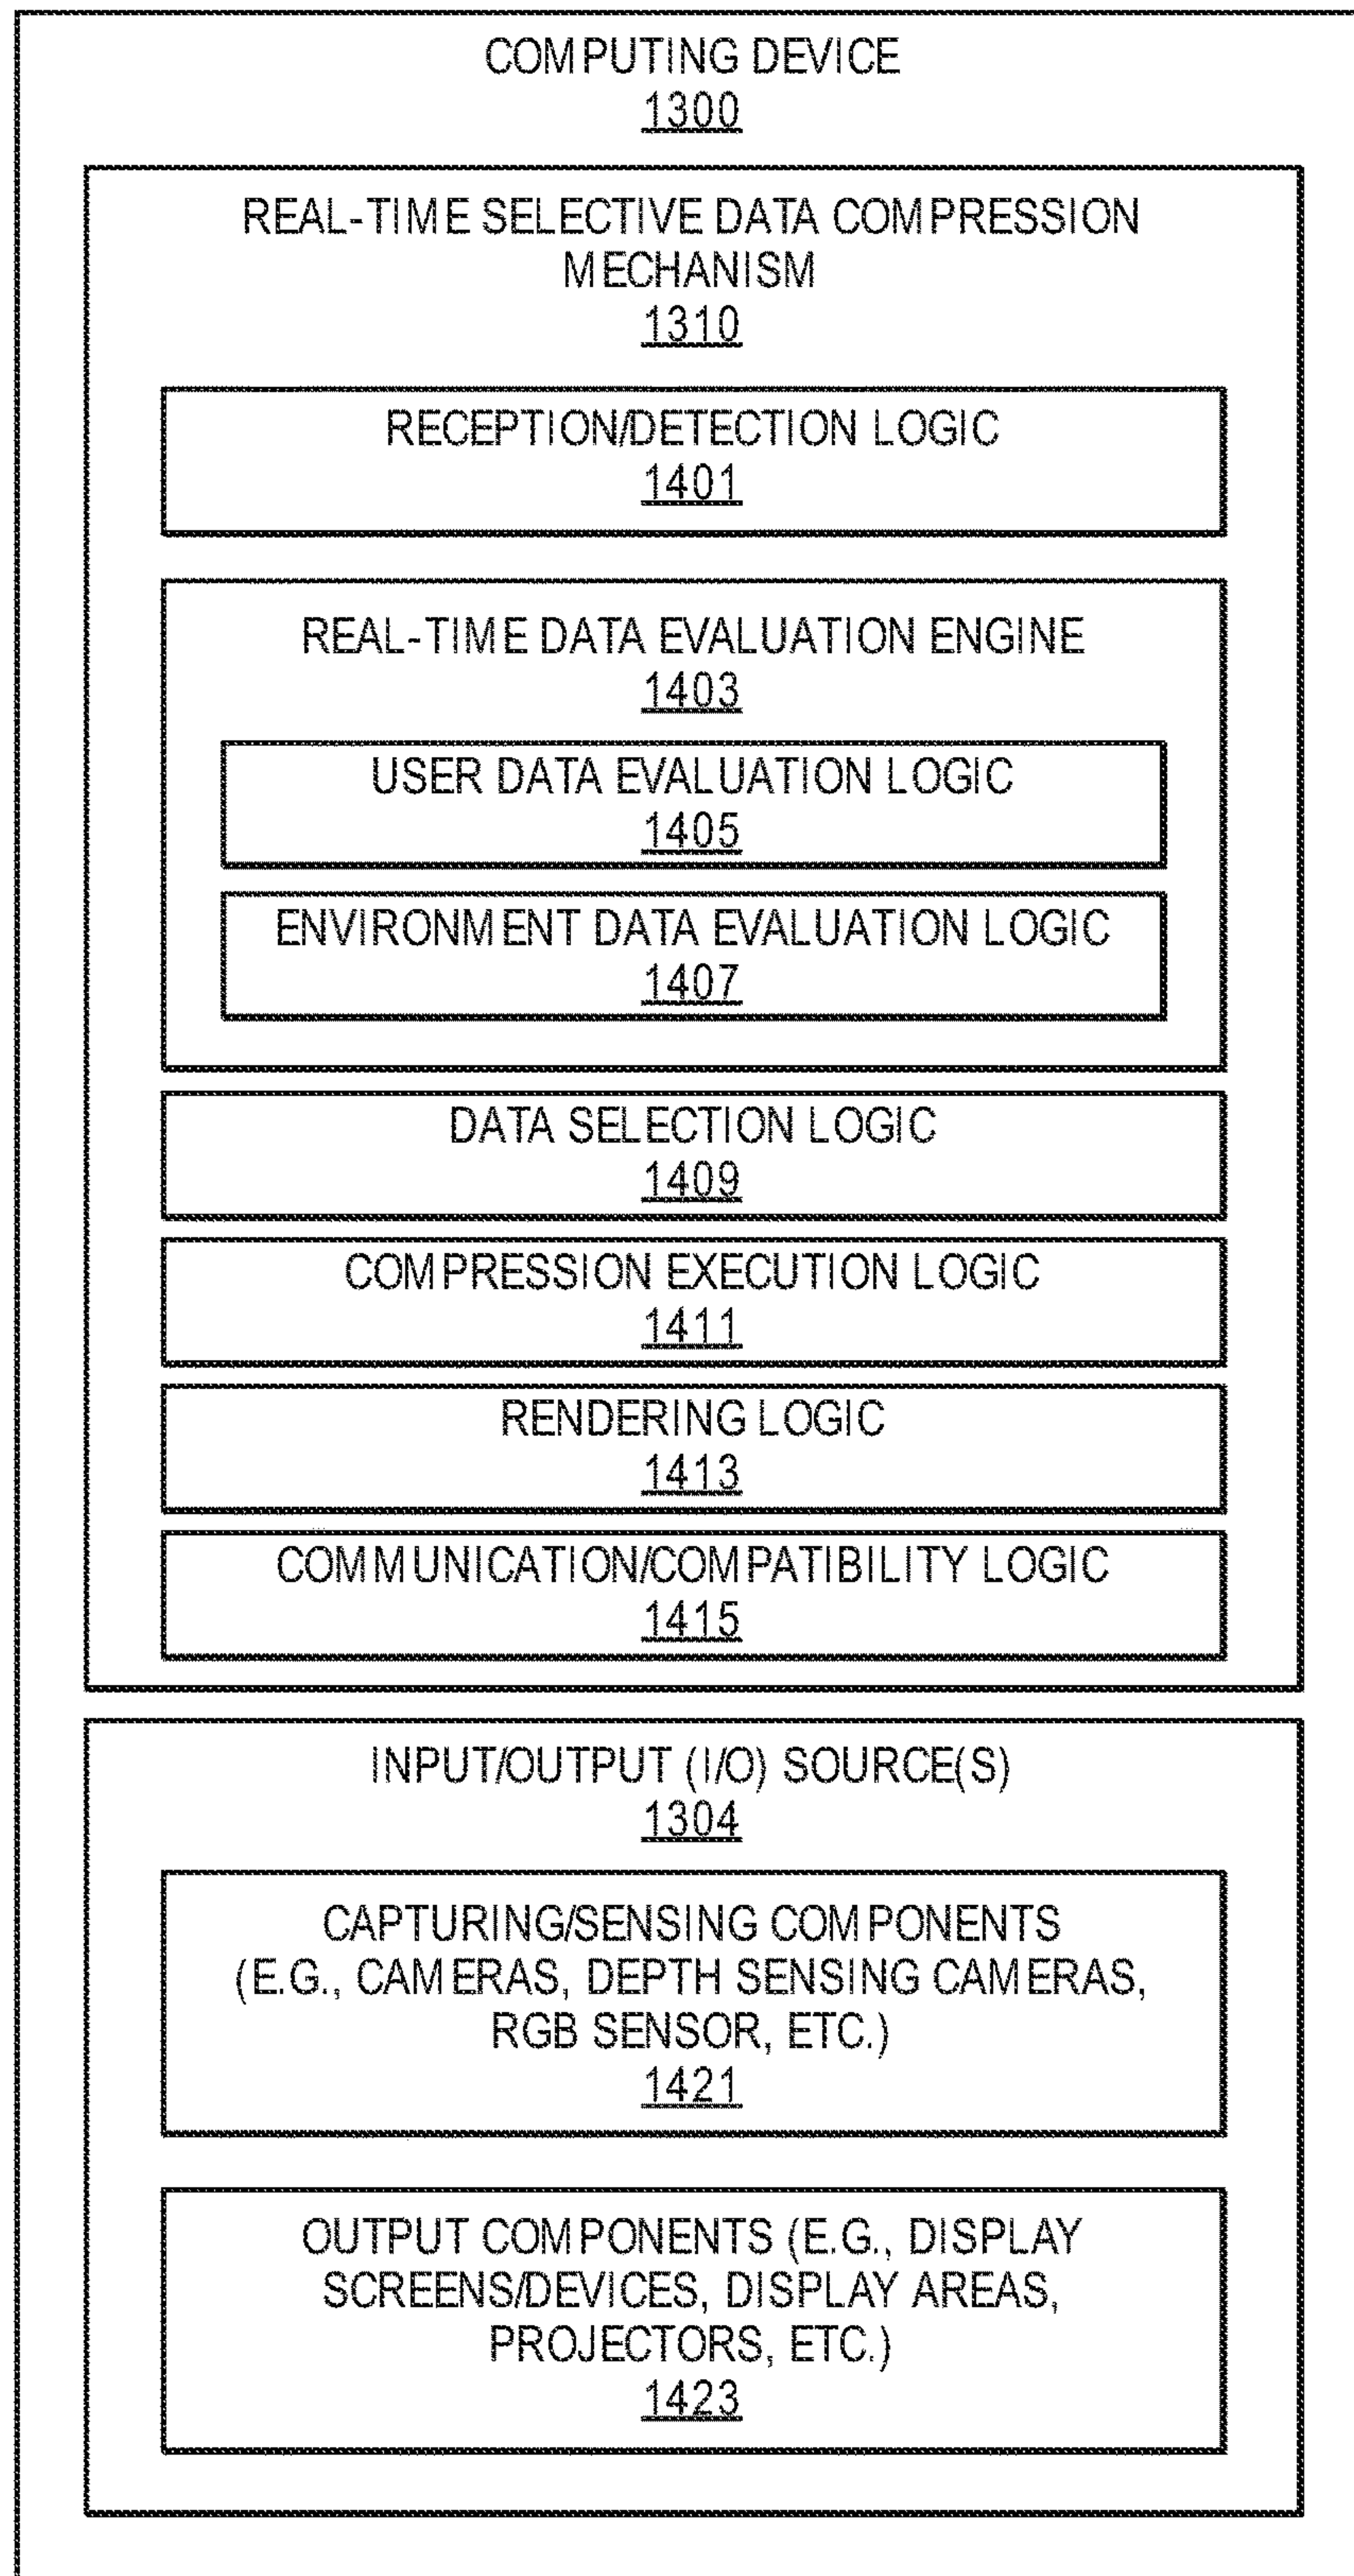 COMPUTING DEVICE
1300
REAL-TIME SELECTIVE DATA COMPRESSION
MECHANISM
1310
RECEPTION/DETECTION LOGIC
1401
REAL-TIME DATA EVALUATION ENGINE
1403
USER DATA EVALUATION LOGIC
1405
ENVIRONMENT DATA EVALUATION LOGIC
1407
DATA SELECTION LOGIC
1409
COMPRESSION EXECUTION LOGIC
1411
RENDERING LOGIC
1413
COMMUNICATION/COMPATIBILITY LOGIC
1415
INPUT/OUTPUT (I/O) SOURCE(S)
1304
CAPTURING/SENSING COMPONENTS
(E.G., CAMERAS, DEPTH SENSING CAMERAS,
RGB SENSOR, ETC.)
1421
OUTPUT COMPONENTS (E.G., DISPLAY
SCREENS/DEVICES, DISPLAY AREAS,
PROJECTORS, ETC.)
1423